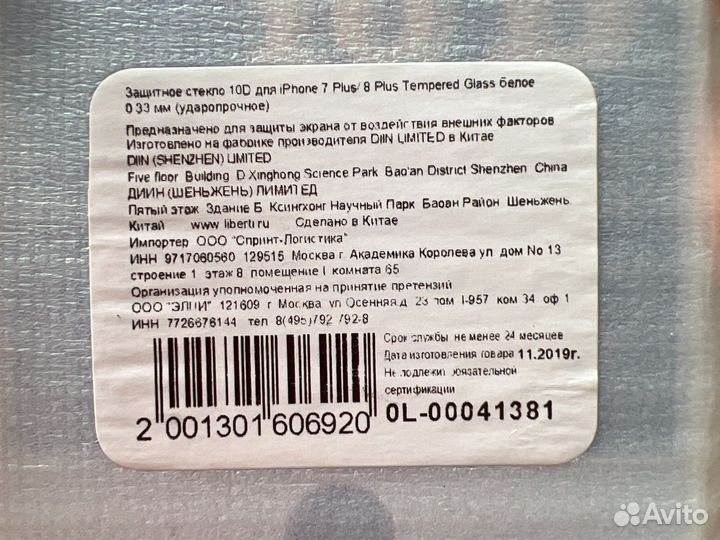 Защитное стекло 10D для iPhone 7 Plus/ 8 Plus Tempered Glass белое
0.33 мм (ударопрочное)
Предназначено для защиты экрана от воздействия внешних факторов
Изготовлено на фабрике производителя DIIN LIMITED в Китае
DIIN (SHENZHEN) LIMITED
Five floor Building D Xinghong Science Park Bao'an District Shenzhen China
ДИИН (ШЕНЬЖЕНЬ) ЛИМИТЕД
Пятый этаж Здание Б Ксингхонг Научный Парк Баоан Район Шеньжень
Китай www.liberti.ru Сделано в Китае
Импортер ООО "Спринт-Логистика"
ИНН 9717060560 129515 Москва г Академика Королева ул дом No 13
строение 1 этаж 8 помещение I комната 65
Организация уполномоченная на принятие претензий
ООО "ЭЛПИ" 121609 г Москва ул Осенняя д 23 пом I-957 ком 34 оф 1
ИНН 7726676144 тел 8(495)792-792-8
Срок службы не менее 24 месяцев
Дата изготовления товара 11.2019г.
Не подлежит обязательной
сертификации
0L-00041381
2 001301 606920
Avito